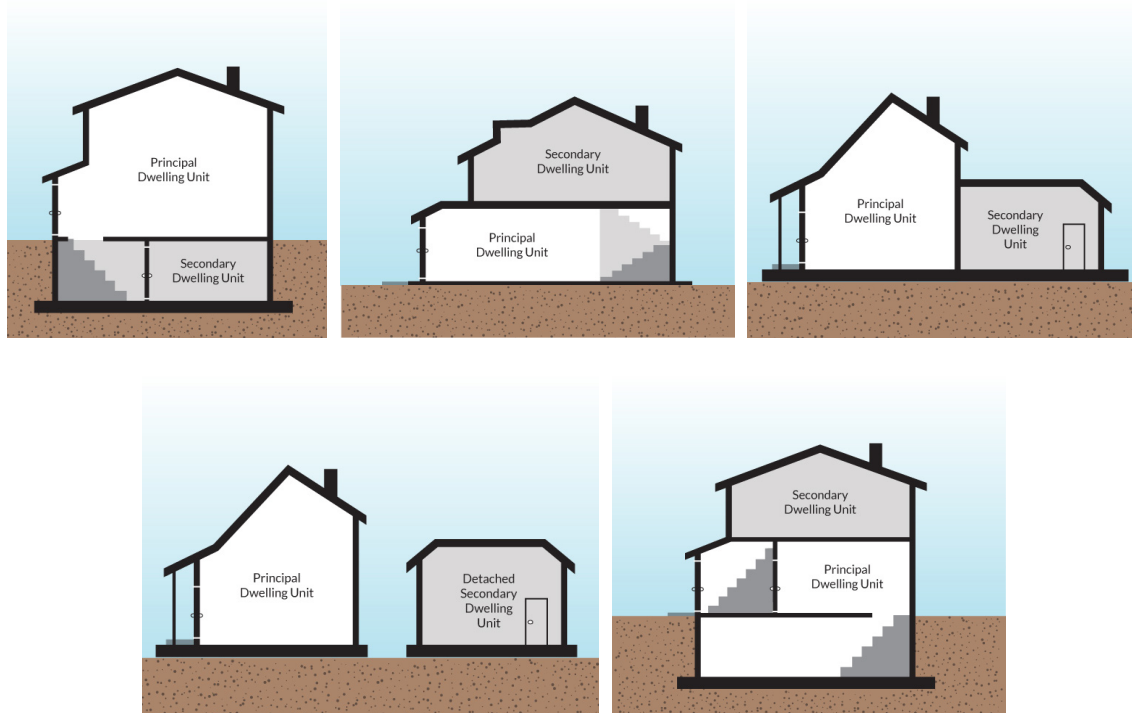 Principal
Dwelling Unit
Secondary
Dwelling Unit
Secondary
Dwelling Unit
Principal
Dwelling Unit
Principal
Dwelling Unit
Secondary
Dwelling
Unit
Principal
Dwelling Unit
Detached
Secondary
Dwelling
Unit
Secondary
Dwelling Unit
Principal
Dwelling Unit